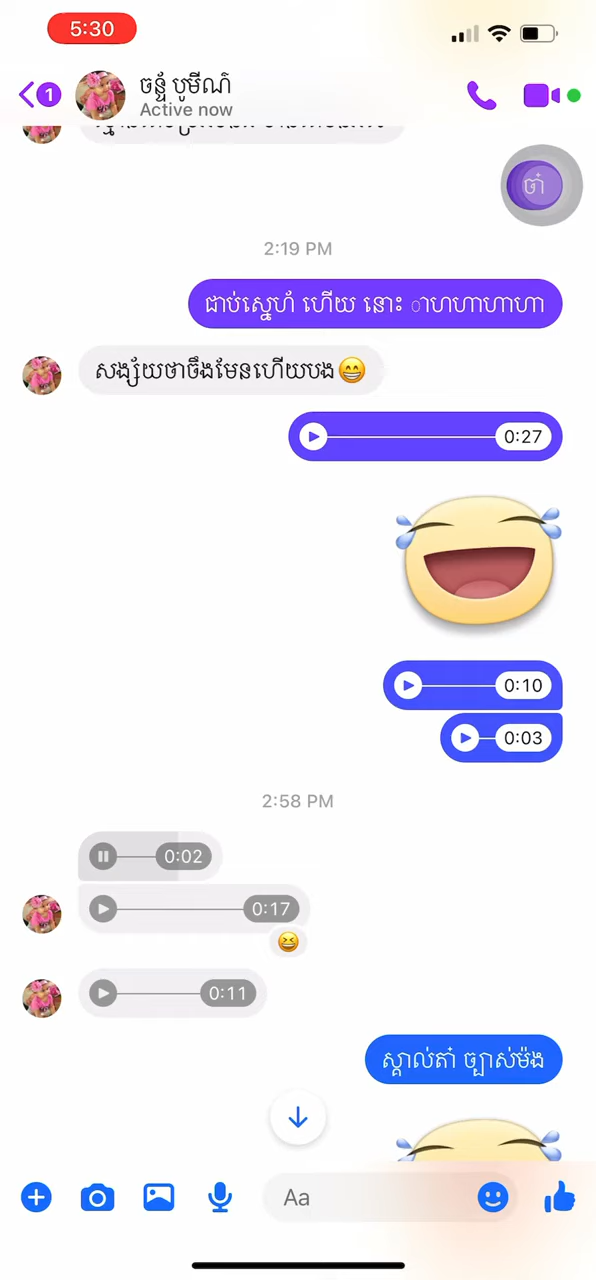 5:30
1
ចន្ទ័ បូមីណ៌
Active now
ចា៎
2:19 PM
ជាប់ស្នេហ៍ ហើយ នោះ ាហហាហាហា
សង្ស័យថាចឹងមែនហើយបង😁
0:27
0:10
0:03
2:58 PM
0:02
0:17
0:11
ស្គាល់តា៎ ច្បាស់ម៉ង
Aa